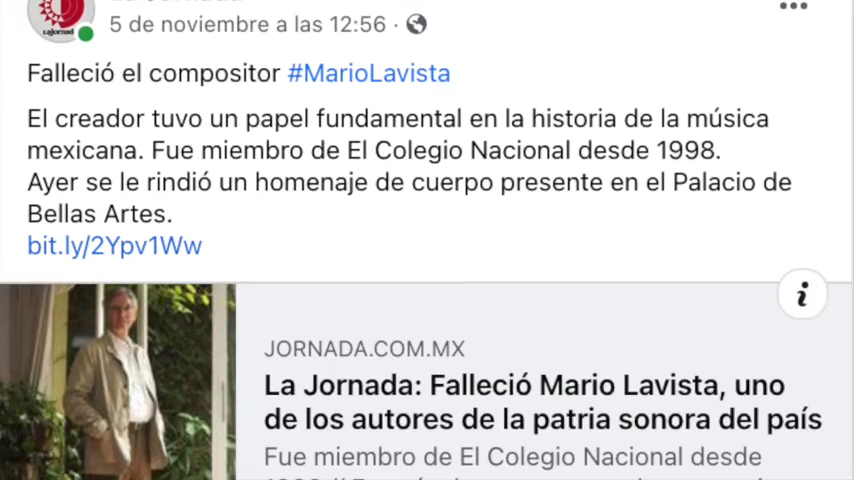 5 de noviembre a las 12:56 ·
Falleció el compositor #MarioLavista
El creador tuvo un papel fundamental en la historia de la música
mexicana. Fue miembro de El Colegio Nacional desde 1998.
Ayer se le rindió un homenaje de cuerpo presente en el Palacio de
Bellas Artes.
bit.ly/2Ypv1Ww
JORNADA.COM.MX
La Jornada: Falleció Mario Lavista, uno
de los autores de la patria sonora del país
Fue miembro de El Colegio Nacional desde